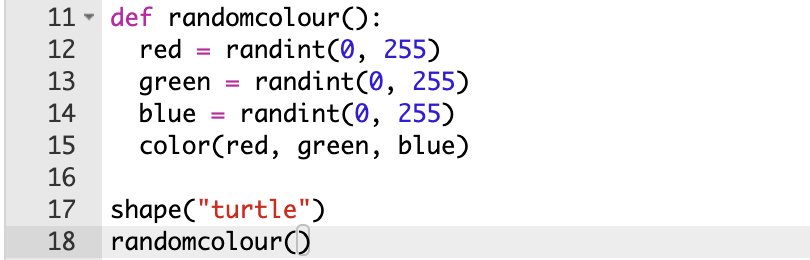 11 def randomcolour():
12   red = randint(0, 255)
13   green = randint(0, 255)
14   blue = randint(0, 255)
15   color(red, green, blue)
16
17 shape("turtle")
18 randomcolour()